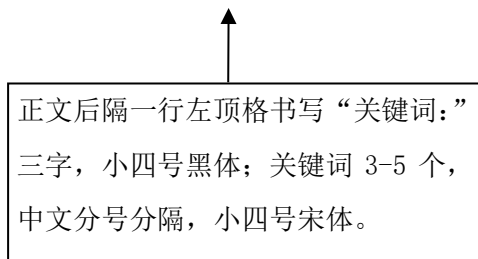 正文后隔一行左顶格书写“关键词:”
三字，小四号黑体；关键词 3-5 个，
中文分号分隔，小四号宋体。